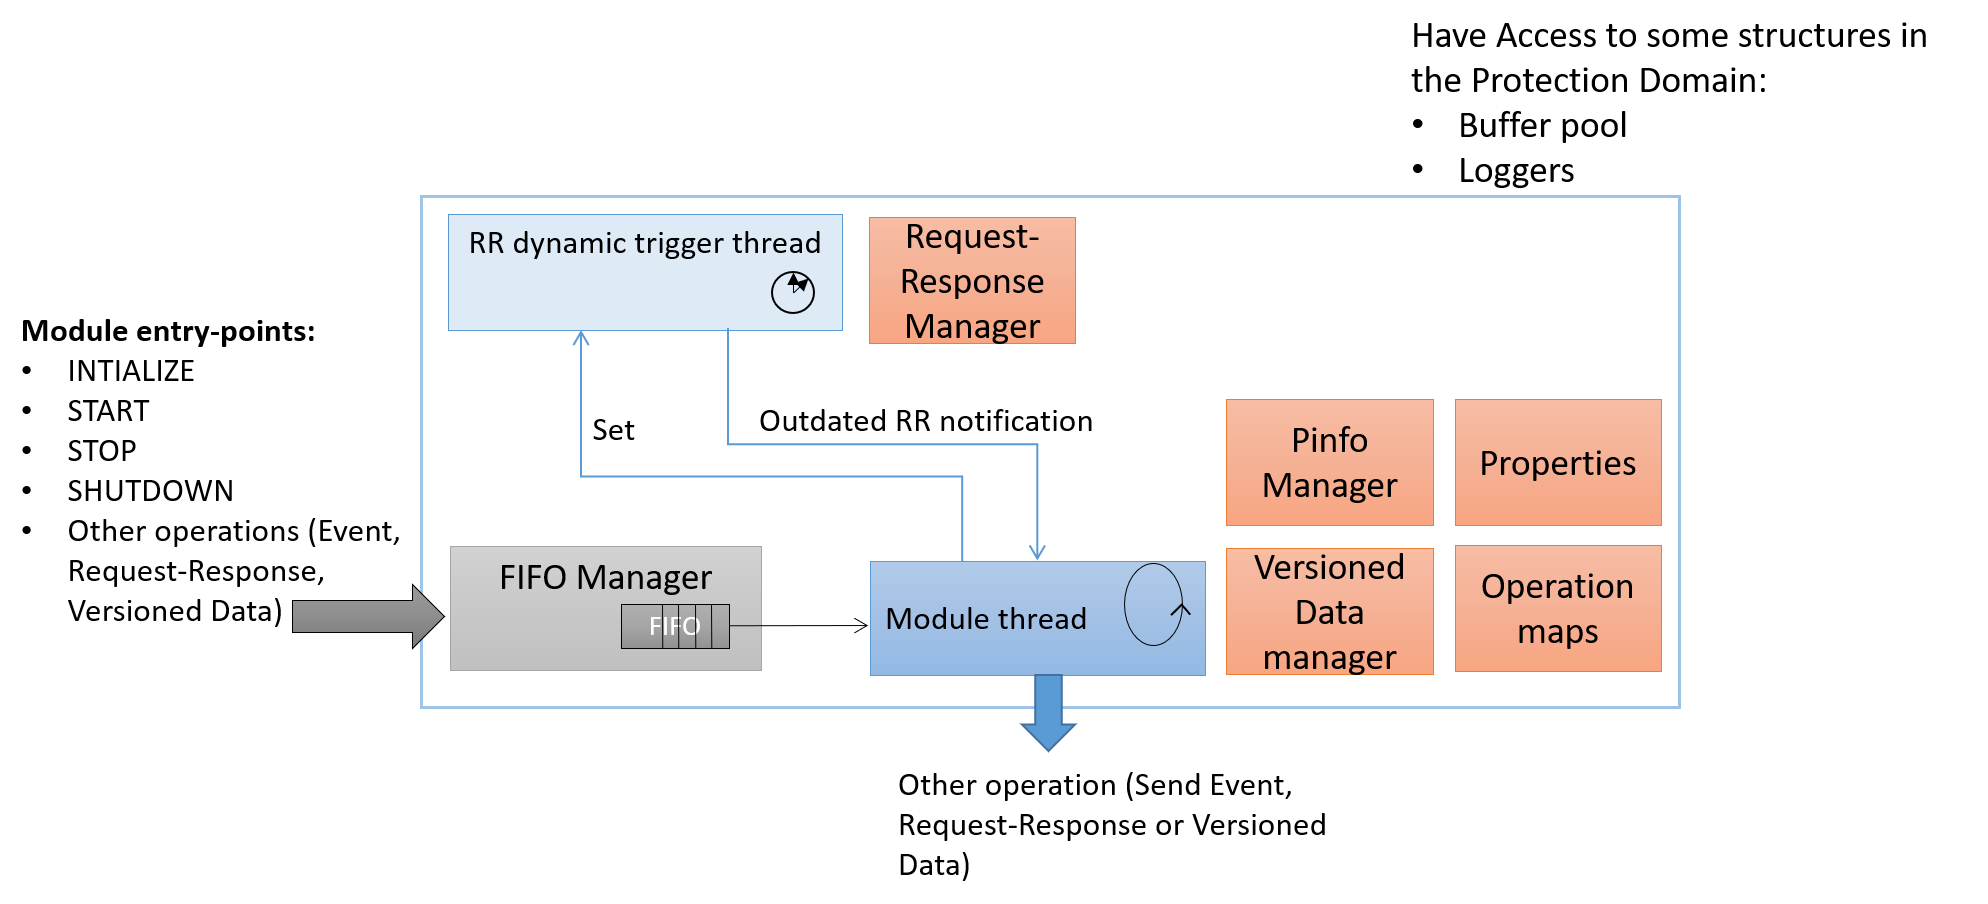 Have Access to some structures in
the Protection Domain:
• Buffer pool
• Loggers
RR dynamic trigger thread
Request-
Response
Manager
Module entry-points:
• INTIALIZE
• START
• STOP
• SHUTDOWN
• Other operations (Event,
Request-Response,
Versioned Data)
Set
Outdated RR notification
Pinfo
Manager
Properties
FIFO Manager
FIFO
Module thread
Versioned
Data
manager
Operation
maps
Other operation (Send Event,
Request-Response or Versioned
Data)